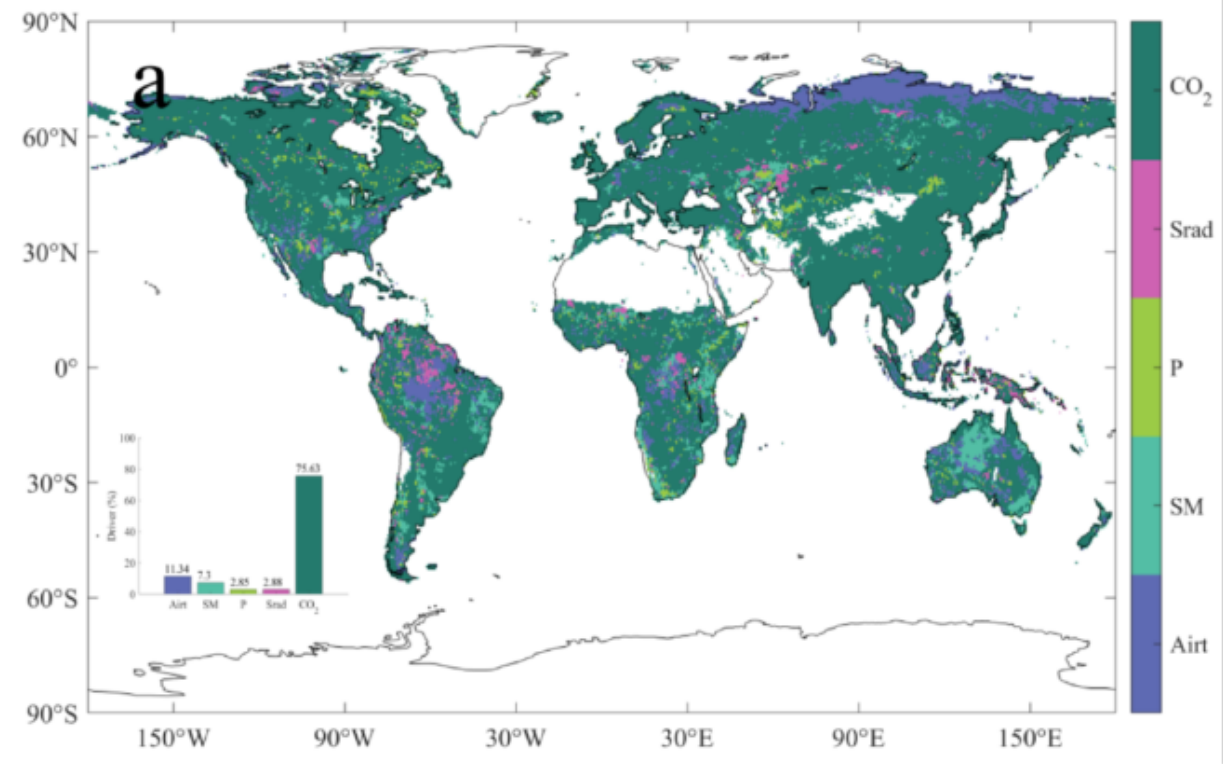 90°N
60°N
30°N
0°
30°S
60°S
90°S
150°W
90°W
30°W
30°E
90°E
150°E
a
CO2
Srad
P
SM
Airt
Driver (%)
100
80
60
40
20
0
11.34
7.3
2.85
2.88
75.63
Airt SM P Srad CO2